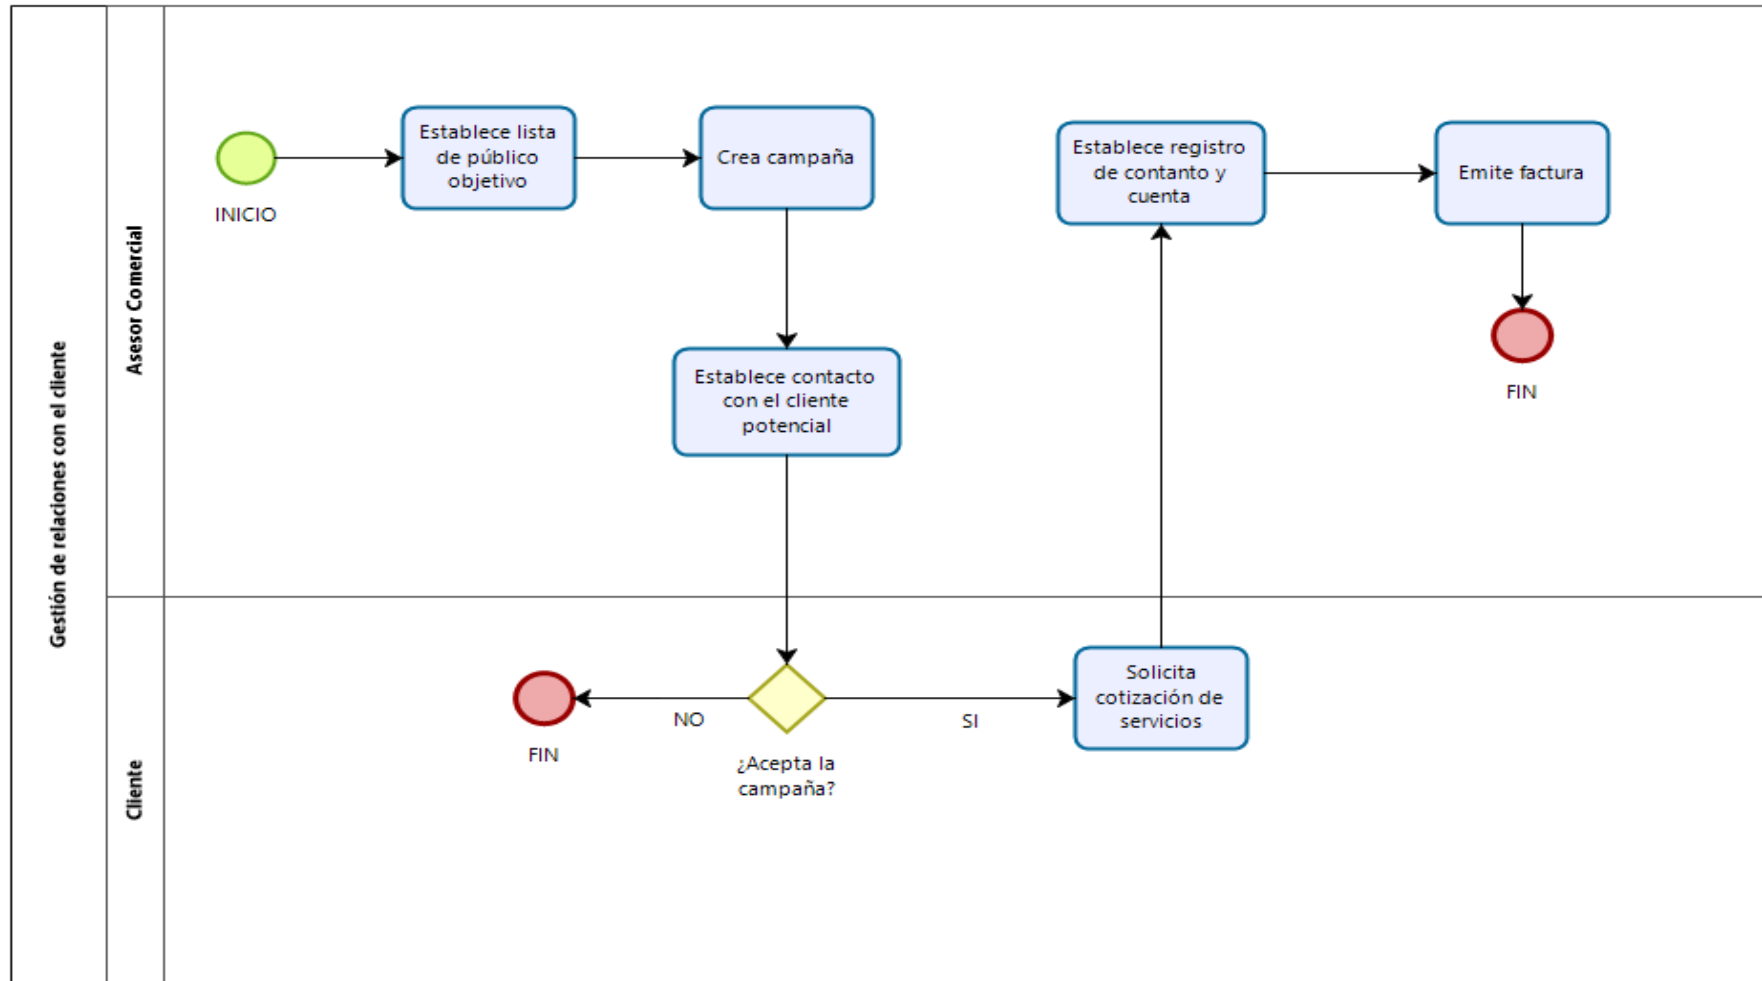 Gestión de relaciones con el cliente
Asesor Comercial
INICIO
Establece lista
de público
objetivo
Crea campaña
Establece contacto
con el cliente
potencial
Establece registro
de contanto y
cuenta
Emite factura
FIN
Cliente
FIN
NO
¿Acepta la
campaña?
SI
Solicita
cotización de
servicios